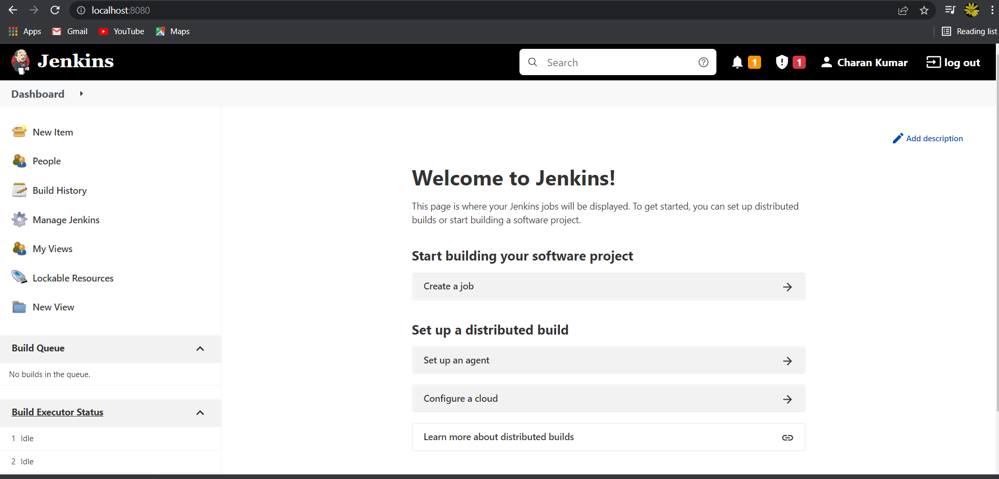 localhost:8080
Apps Gmail YouTube Maps Reading list
Jenkins Search 1 1 Charan Kumar log out
Dashboard
New Item
People
Build History
Manage Jenkins
My Views
Lockable Resources
New View
Build Queue
No builds in the queue.
Build Executor Status
1 Idle
2 Idle
Add description
Welcome to Jenkins!
This page is where your Jenkins jobs will be displayed. To get started, you can set up distributed
builds or start building a software project.
Start building your software project
Create a job
Set up a distributed build
Set up an agent
Configure a cloud
Learn more about distributed builds